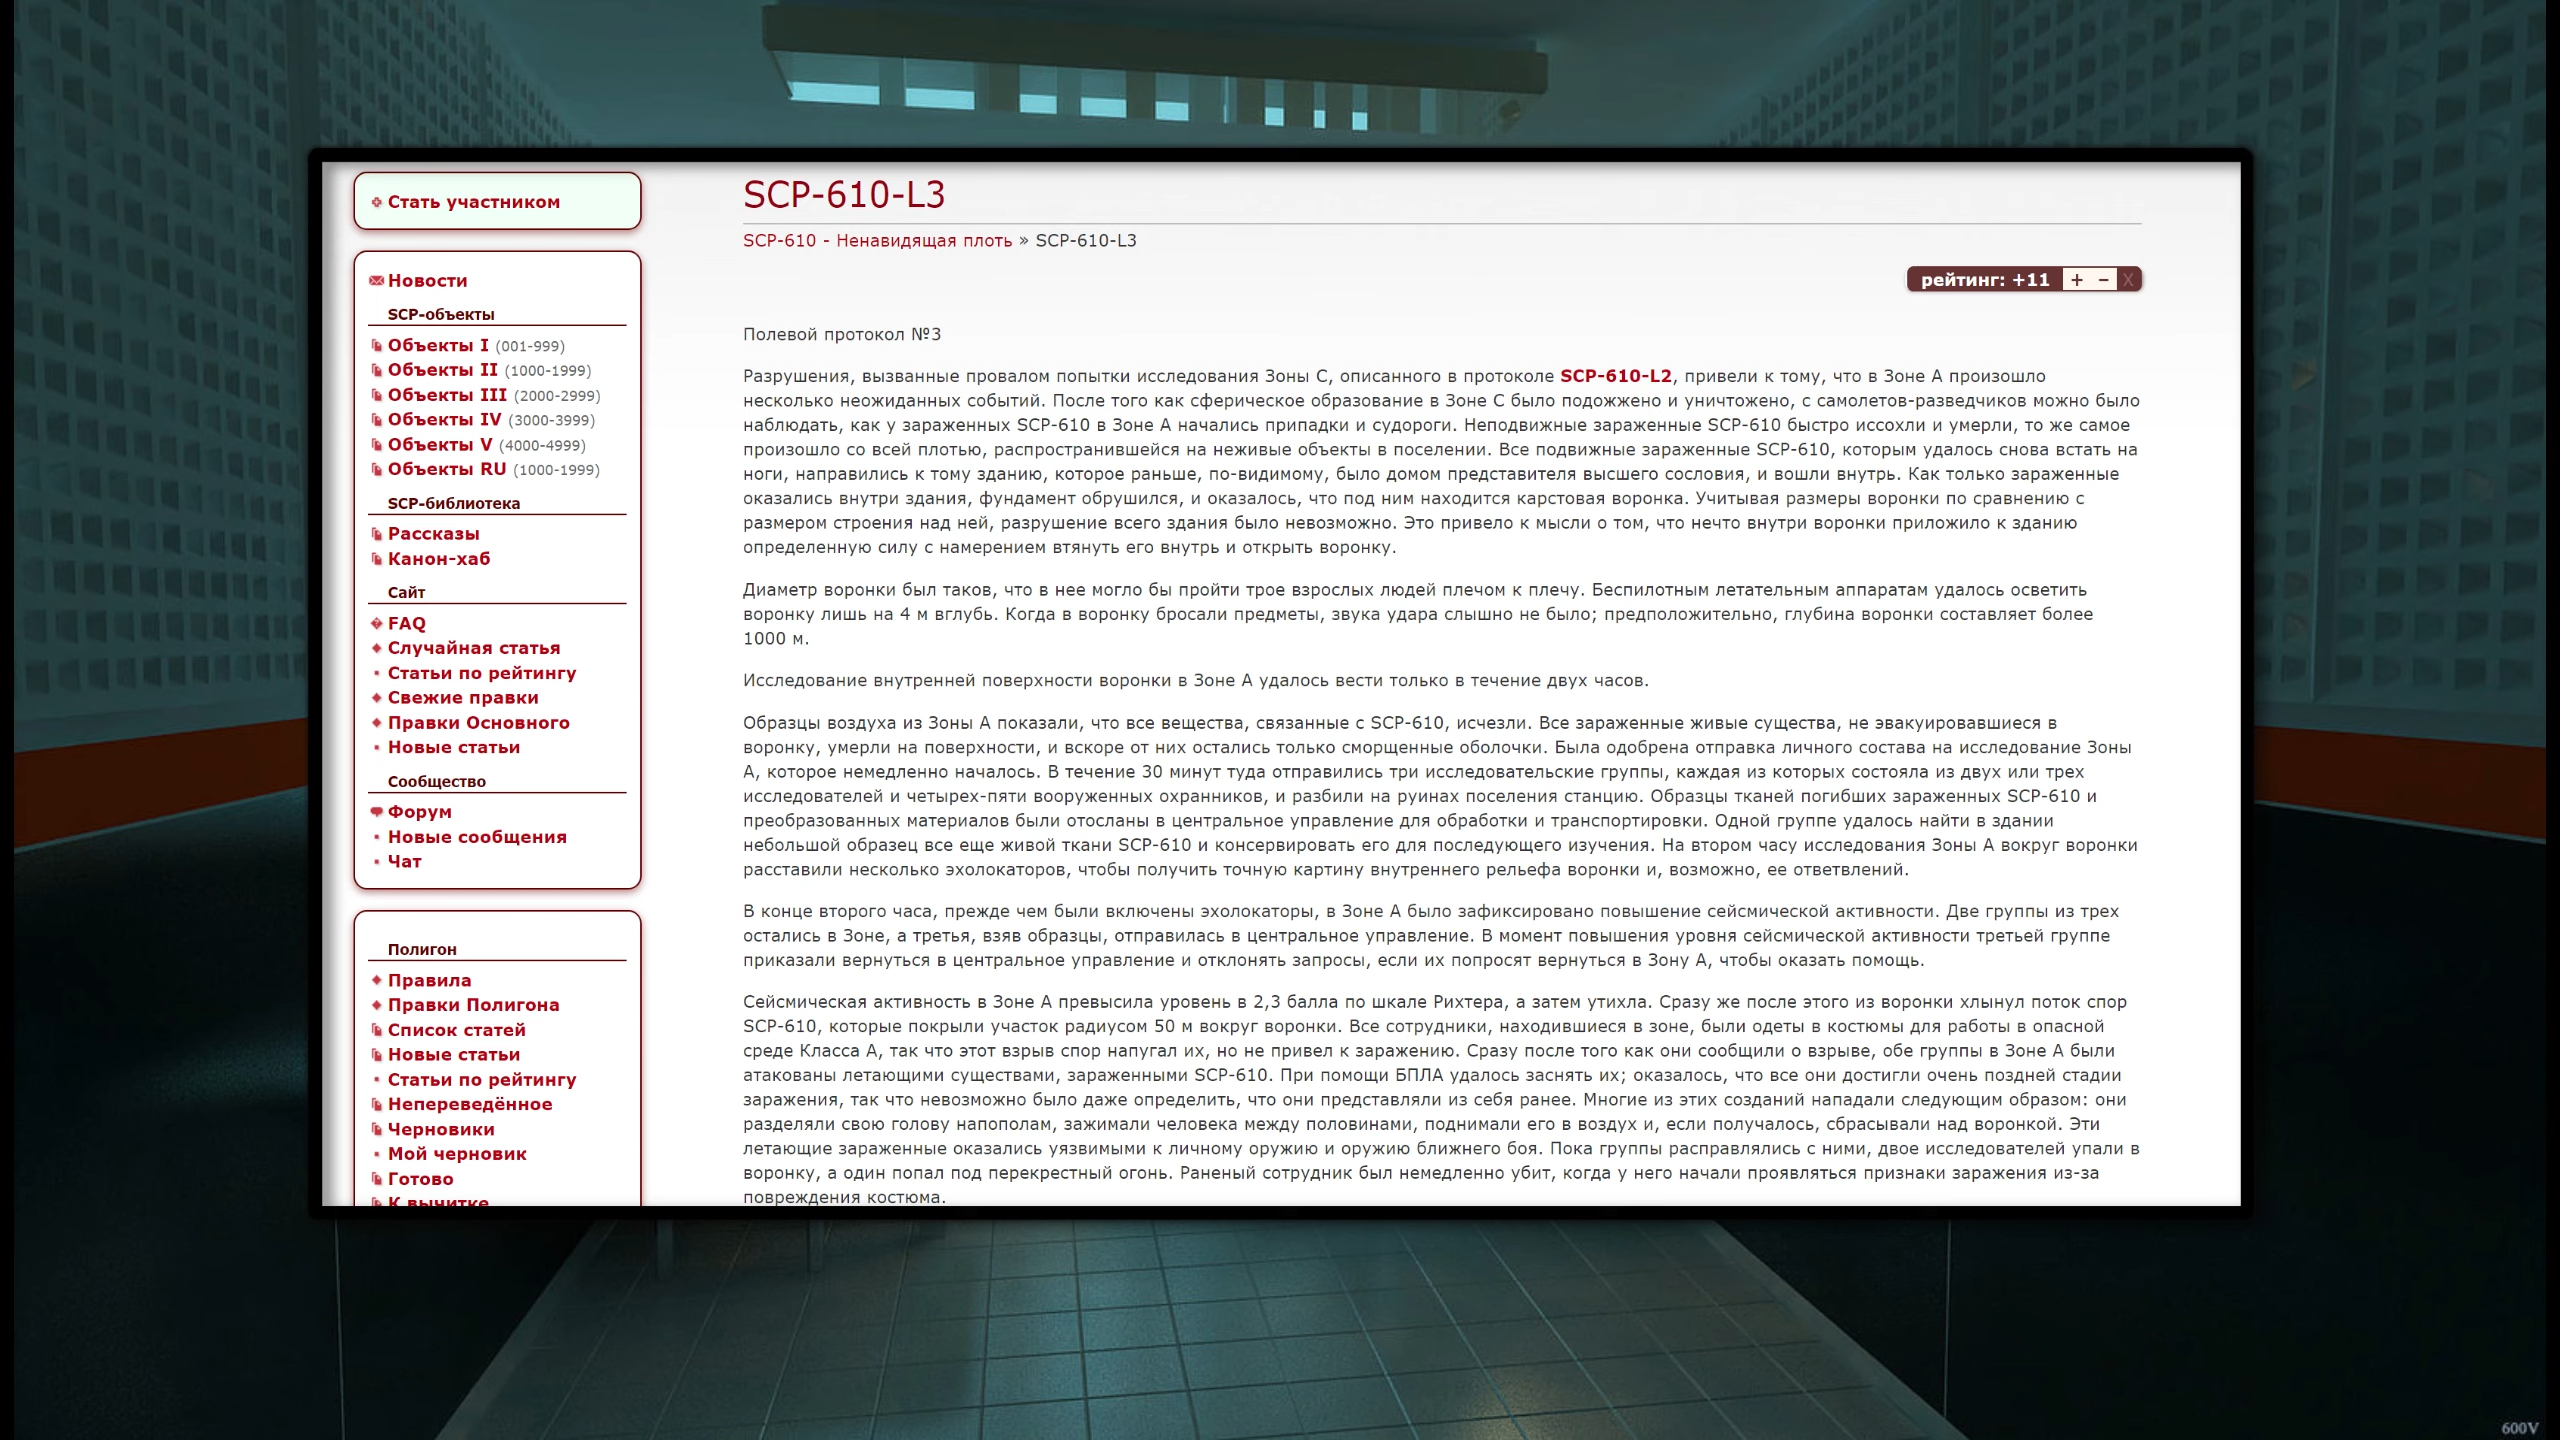 Стать участником
Новости
SCP-объекты
Объекты I (001-999)
Объекты II (1000-1999)
Объекты III (2000-2999)
Объекты IV (3000-3999)
Объекты V (4000-4999)
Объекты RU (1000-1999)
SCP-библиотека
Рассказы
Канон-хаб
Сайт
FAQ
Случайная статья
Статьи по рейтингу
Свежие правки
Правки Основного
Новые статьи
Сообщество
Форум
Новые сообщения
Чат
Полигон
Правила
Правки Полигона
Список статей
Новые статьи
Статьи по рейтингу
Непереведённое
Черновики
Мой черновик
Готово
К вычитке
SCP-610-L3
SCP-610 - Ненавидящая плоть » SCP-610-L3
рейтинг: +11 + − X
Полевой протокол №3
Разрушения, вызванные провалом попытки исследования Зоны С, описанного в протоколе SCP-610-L2, привели к тому, что в Зоне А произошло
несколько неожиданных событий. После того как сферическое образование в Зоне С было подожжено и уничтожено, с самолетов-разведчиков можно было
наблюдать, как у зараженных SCP-610 в Зоне А начались припадки и судороги. Неподвижные зараженные SCP-610 быстро иссохли и умерли, то же самое
произошло со всей плотью, распространившейся на неживые объекты в поселении. Все подвижные зараженные SCP-610, которым удалось снова встать на
ноги, направились к тому зданию, которое раньше, по-видимому, было домом представителя высшего сословия, и вошли внутрь. Как только зараженные
оказались внутри здания, фундамент обрушился, и оказалось, что под ним находится карстовая воронка. Учитывая размеры воронки по сравнению с
размером строения над ней, разрушение всего здания было невозможно. Это привело к мысли о том, что нечто внутри воронки приложило к зданию
определенную силу с намерением втянуть его внутрь и открыть воронку.
Диаметр воронки был таков, что в нее могло бы пройти трое взрослых людей плечом к плечу. Беспилотным летательным аппаратам удалось осветить
воронку лишь на 4 м вглубь. Когда в воронку бросали предметы, звука удара слышно не было; предположительно, глубина воронки составляет более
1000 м.
Исследование внутренней поверхности воронки в Зоне А удалось вести только в течение двух часов.
Образцы воздуха из Зоны А показали, что все вещества, связанные с SCP-610, исчезли. Все зараженные живые существа, не эвакуировавшиеся в
воронку, умерли на поверхности, и вскоре от них остались только сморщенные оболочки. Была одобрена отправка личного состава на исследование Зоны
А, которое немедленно началось. В течение 30 минут туда отправились три исследовательские группы, каждая из которых состояла из двух или трех
исследователей и четырех-пяти вооруженных охранников, и разбили на руинах поселения станцию. Образцы тканей погибших зараженных SCP-610 и
преобразованных материалов были отосланы в центральное управление для обработки и транспортировки. Одной группе удалось найти в здании
небольшой образец все еще живой ткани SCP-610 и консервировать его для последующего изучения. На втором часу исследования Зоны А вокруг воронки
расставили несколько эхолокаторов, чтобы получить точную картину внутреннего рельефа воронки и, возможно, ее ответвлений.
В конце второго часа, прежде чем были включены эхолокаторы, в Зоне А было зафиксировано повышение сейсмической активности. Две группы из трех
остались в Зоне, а третья, взяв образцы, отправилась в центральное управление. В момент повышения уровня сейсмической активности третьей группе
приказали вернуться в центральное управление и отклонять запросы, если их попросят вернуться в Зону А, чтобы оказать помощь.
Сейсмическая активность в Зоне А превысила уровень в 2,3 балла по шкале Рихтера, а затем утихла. Сразу же после этого из воронки хлынул поток спор
SCP-610, которые покрыли участок радиусом 50 м вокруг воронки. Все сотрудники, находившиеся в зоне, были одеты в костюмы для работы в опасной
среде Класса А, так что этот взрыв спор напугал их, но не привел к заражению. Сразу после того как они сообщили о взрыве, обе группы в Зоне А были
атакованы летающими существами, зараженными SCP-610. При помощи БПЛА удалось заснять их; оказалось, что все они достигли очень поздней стадии
заражения, так что невозможно было даже определить, что они представляли из себя ранее. Многие из этих созданий нападали следующим образом: они
разделяли свою голову напополам, зажимали человека между половинами, поднимали его в воздух и, если получалось, сбрасывали над воронкой. Эти
летающие зараженные оказались уязвимыми к личному оружию и оружию ближнего боя. Пока группы расправлялись с ними, двое исследователей упали в
воронку, а один попал под перекрестный огонь. Раненый сотрудник был немедленно убит, когда у него начали проявляться признаки заражения из-за
повреждения костюма.
600V